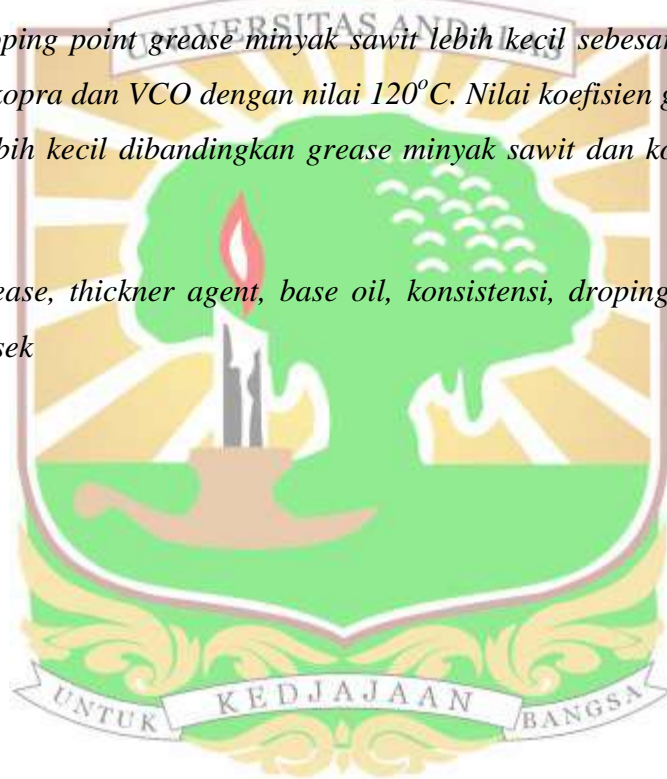 UNIVERSITAS ANDALAS
pping point grease minyak sawit lebih kecil sebesar
kopra dan VCO dengan nilai 120°C. Nilai koefisien g
bih kecil dibandingkan grease minyak sawit dan ko
ease, thickner agent, base oil, konsistensi, droping
sek
UNTUK KEDJAJAAN BANGSA